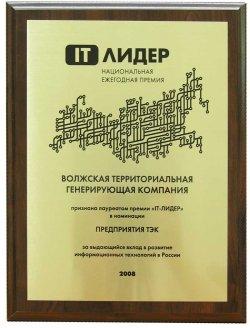 IT ЛИДЕР
НАЦИОНАЛЬНАЯ
ЕЖЕГОДНАЯ ПРЕМИЯ
ВОЛЖСКАЯ ТЕРРИТОРИАЛЬНАЯ
ГЕНЕРИРУЮЩАЯ КОМПАНИЯ
признана лауреатом премии «IT-ЛИДЕР»
в номинации
ПРЕДПРИЯТИЯ ТЭК
за выдающийся вклад в развитие
информационных технологий в России
2008